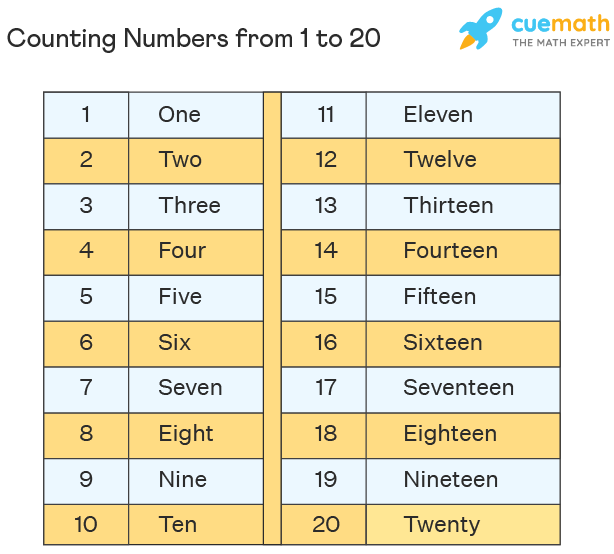 Counting Numbers from 1 to 20
cuemath
THE MATH EXPERT
1 One 11 Eleven
2 Two 12 Twelve
3 Three 13 Thirteen
4 Four 14 Fourteen
5 Five 15 Fifteen
6 Six 16 Sixteen
7 Seven 17 Seventeen
8 Eight 18 Eighteen
9 Nine 19 Nineteen
10 Ten 20 Twenty